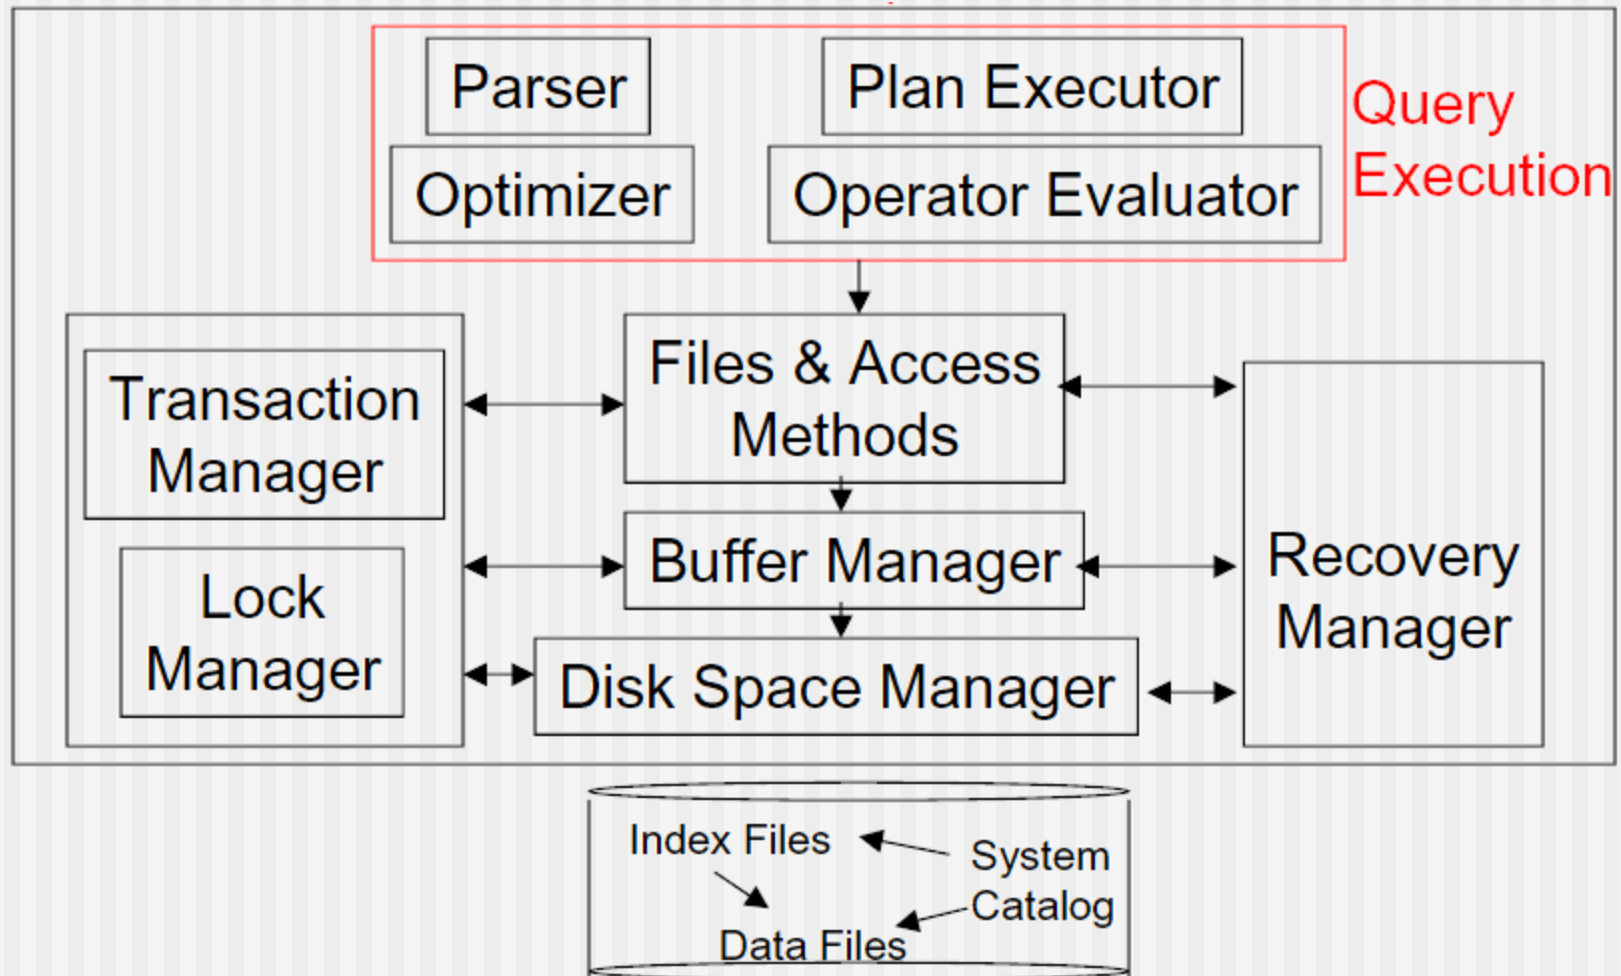 Parser
Plan Executor
Query
Execution
Optimizer
Operator Evaluator
Files & Access
Methods
Transaction
Manager
Buffer Manager
Recovery
Manager
Lock
Manager
Disk Space Manager
Index Files
System
Catalog
Data Files